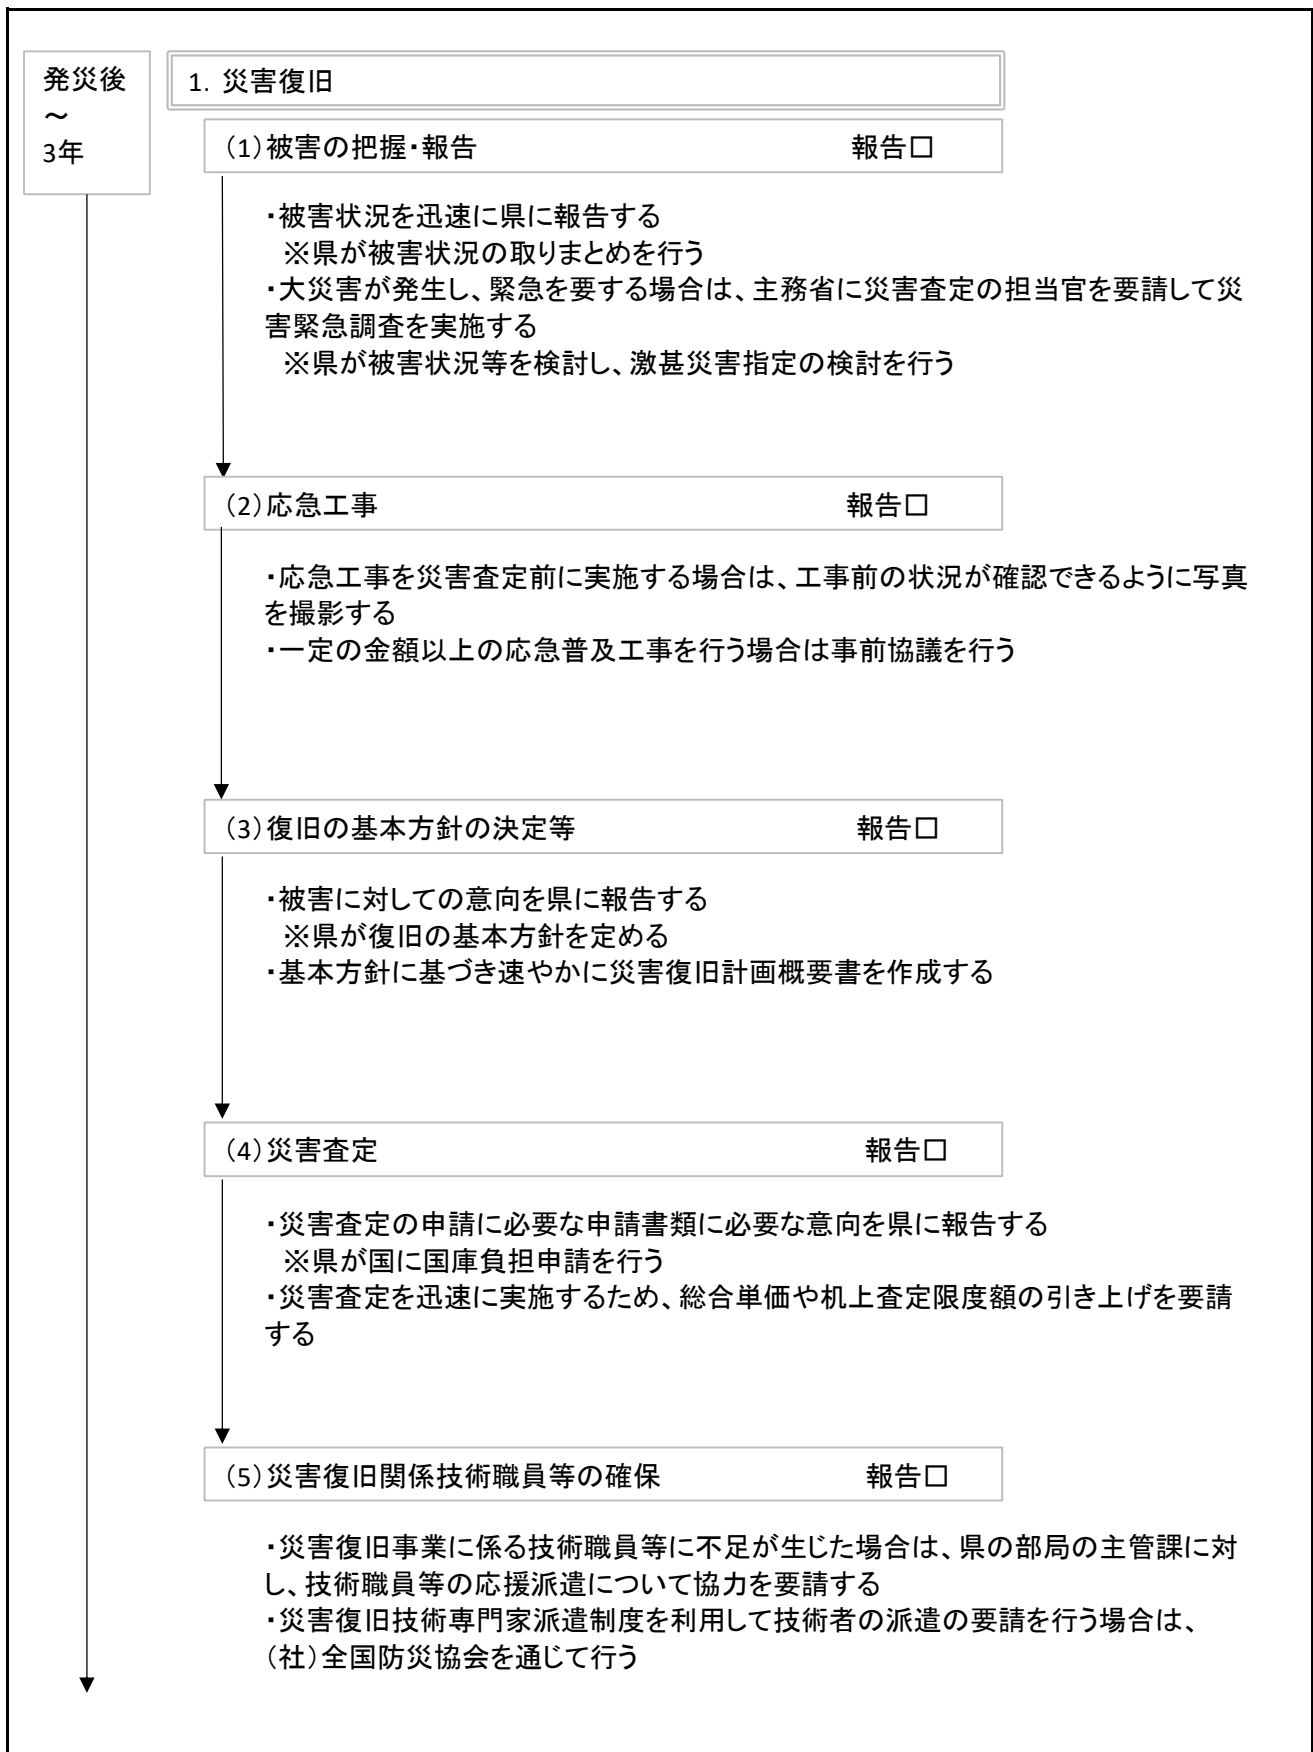 発災後
～
3年
1. 災害復旧
(1)被害の把握・報告 報告□
・被害状況を迅速に県に報告する
※県が被害状況の取りまとめを行う
・大災害が発生し、緊急を要する場合は、主務省に災害査定の担当官を要請して災
害緊急調査を実施する
※県が被害状況等を検討し、激甚災害指定の検討を行う
(2)応急工事 報告□
・応急工事を災害査定前に実施する場合は、工事前の状況が確認できるように写真
を撮影する
・一定の金額以上の応急普及工事を行う場合は事前協議を行う
(3)復旧の基本方針の決定等 報告□
・被害に対しての意向を県に報告する
※県が復旧の基本方針を定める
・基本方針に基づき速やかに災害復旧計画概要書を作成する
(4)災害査定 報告□
・災害査定の申請に必要な申請書類に必要な意向を県に報告する
※県が国に国庫負担申請を行う
・災害査定を迅速に実施するため、総合単価や机上査定限度額の引き上げを要請
する
(5)災害復旧関係技術職員等の確保 報告□
・災害復旧事業に係る技術職員等に不足が生じた場合は、県の部局の主管課に対
し、技術職員等の応援派遣について協力を要請する
・災害復旧技術専門家派遣制度を利用して技術者の派遣の要請を行う場合は、
(社)全国防災協会を通じて行う